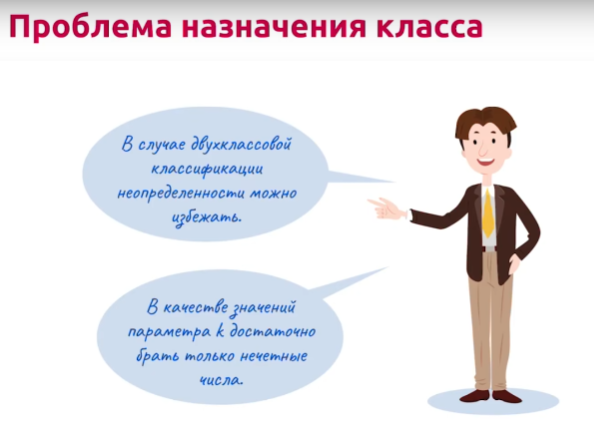 Проблема назначения класса
В случае двухклассовой
классификации
неопределенности можно
избежать.
В качестве значений
параметра k достаточно
брать только нечетные
числа.